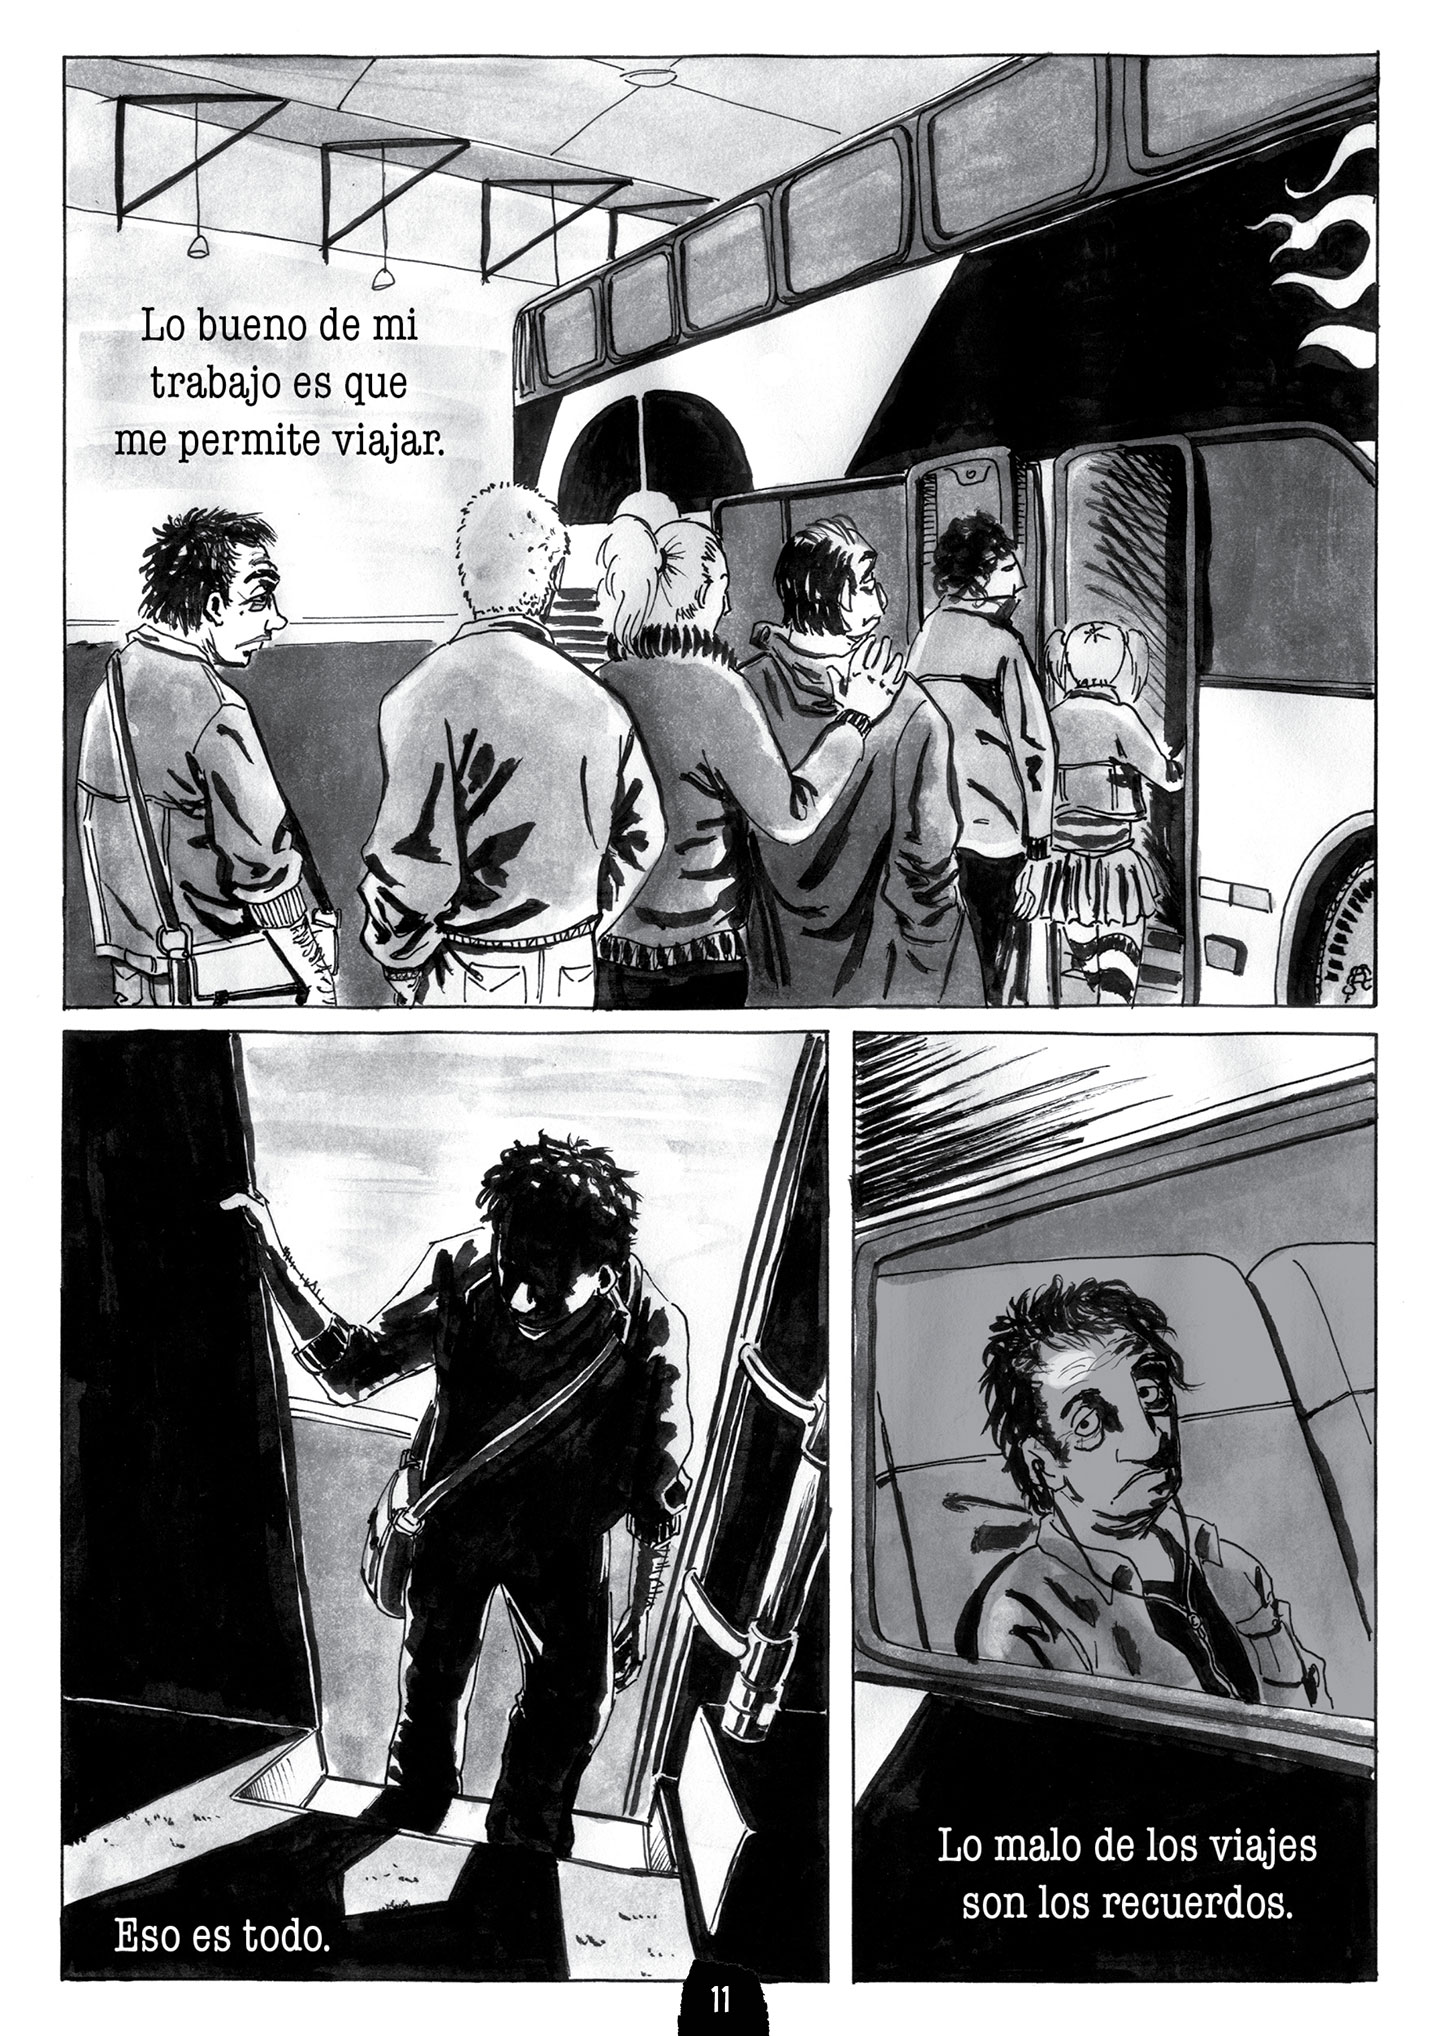 Lo bueno de mi
trabajo es que
me permite viajar.
Eso es todo.
Lo malo de los viajes
son los recuerdos.
11